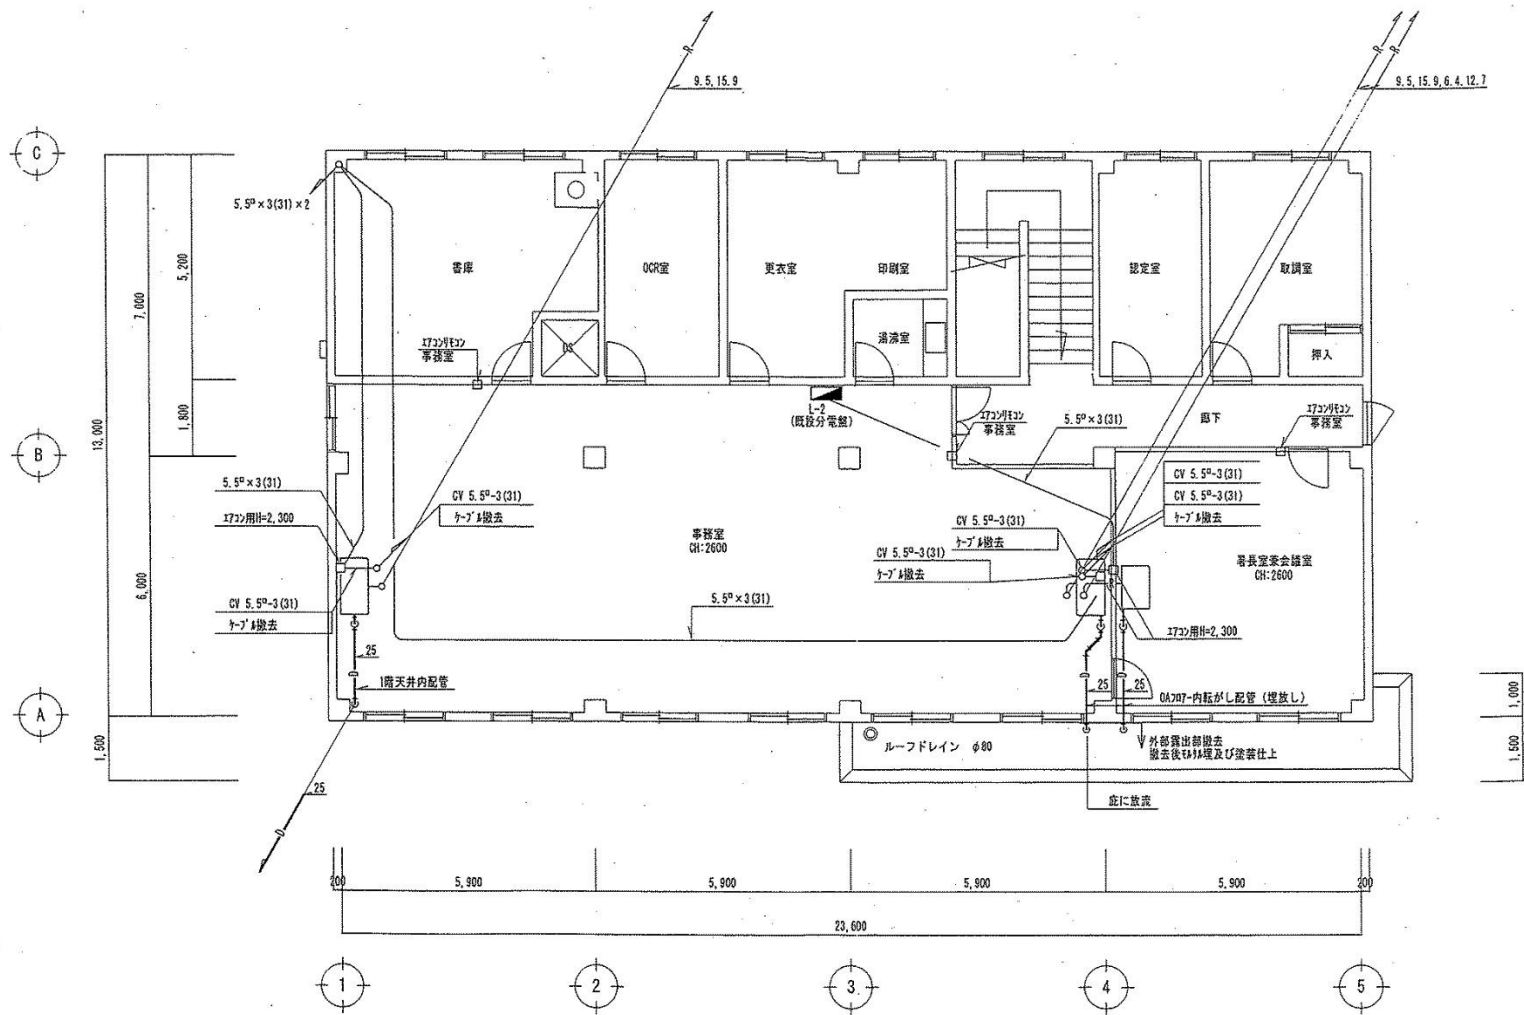 9.5,15.9
9.5,15.9,6.4,12.7
C
5.5□×3(31)×2
5,200
7,000
書庫
OCR室
更衣室
印刷室
認定室
取調室
湯沸室
押入
エアコンリモコン
事務室
DS
1,800
13,000
L-2
(既設分電盤)
エアコンリモコン
事務室
5.5□×3(31)
廊下
エアコンリモコン
事務室
B
5.5□×3(31)
CV 5.5□-3(31)
ケーブル撤去
エアコン用H=2,300
CV 5.5□-3(31)
CV 5.5□-3(31)
ケーブル撤去
CV 5.5□-3(31)
ケーブル撤去
CV 5.5□-3(31)
ケーブル撤去
事務室
CH:2600
署長室兼会議室
CH:2600
6,000
CV 5.5□-3(31)
ケーブル撤去
5.5□×3(31)
エアコン用H=2,300
25
1階天井内配管
25
25
OAフロアー内転がし配管(埋放し)
A
1,000
1,500
1,500
ルーフドレイン φ80
外部露出部撤去
撤去後モルタル埋及び塗装仕上
庇に放流
25
200
5,900
5,900
5,900
5,900
200
23,600
1
2
3
4
5
R
R
R
D